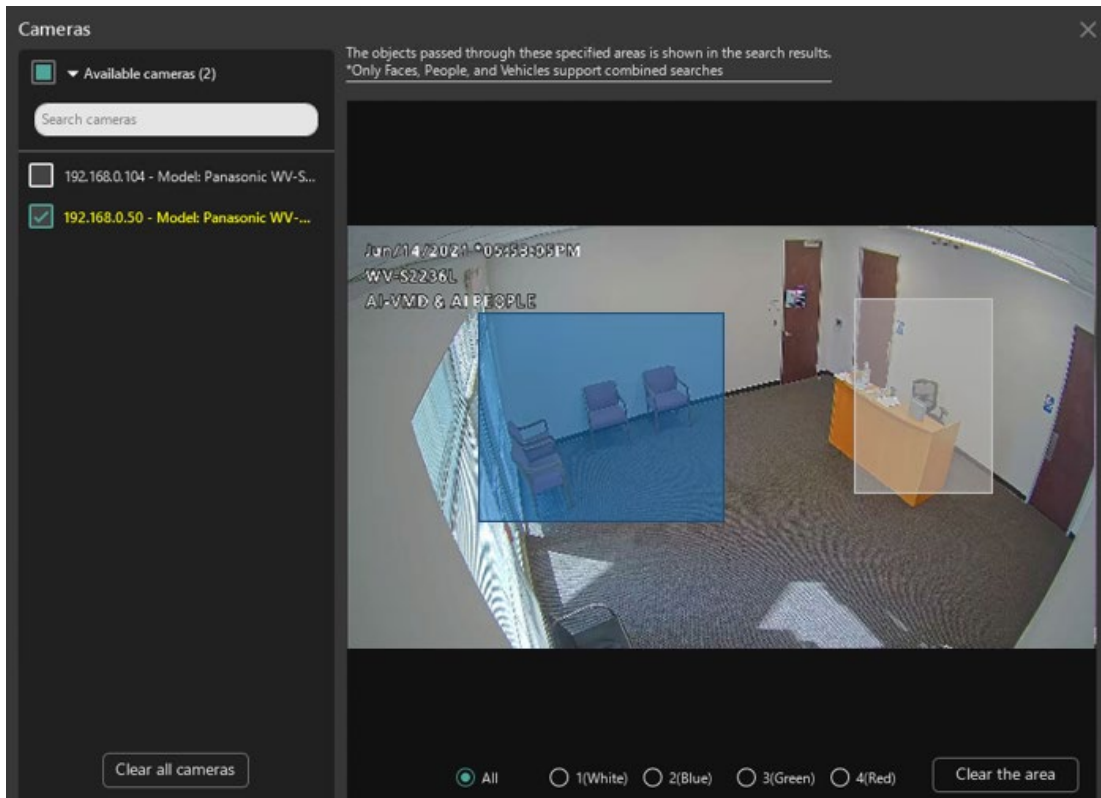 Cameras
The objects passed through these specified areas is shown in the search results.
*Only Faces, People, and Vehicles support combined searches
Available cameras (2)
Search cameras
192.168.0.104 - Model: Panasonic WV-S...
192.168.0.50 - Model: Panasonic WV-...
Jun/14/2021 05:53:05PM
WV-S2236L
AI-VMD & AI PEOPLE
Clear all cameras
All
1(White)
2(Blue)
3(Green)
4(Red)
Clear the area